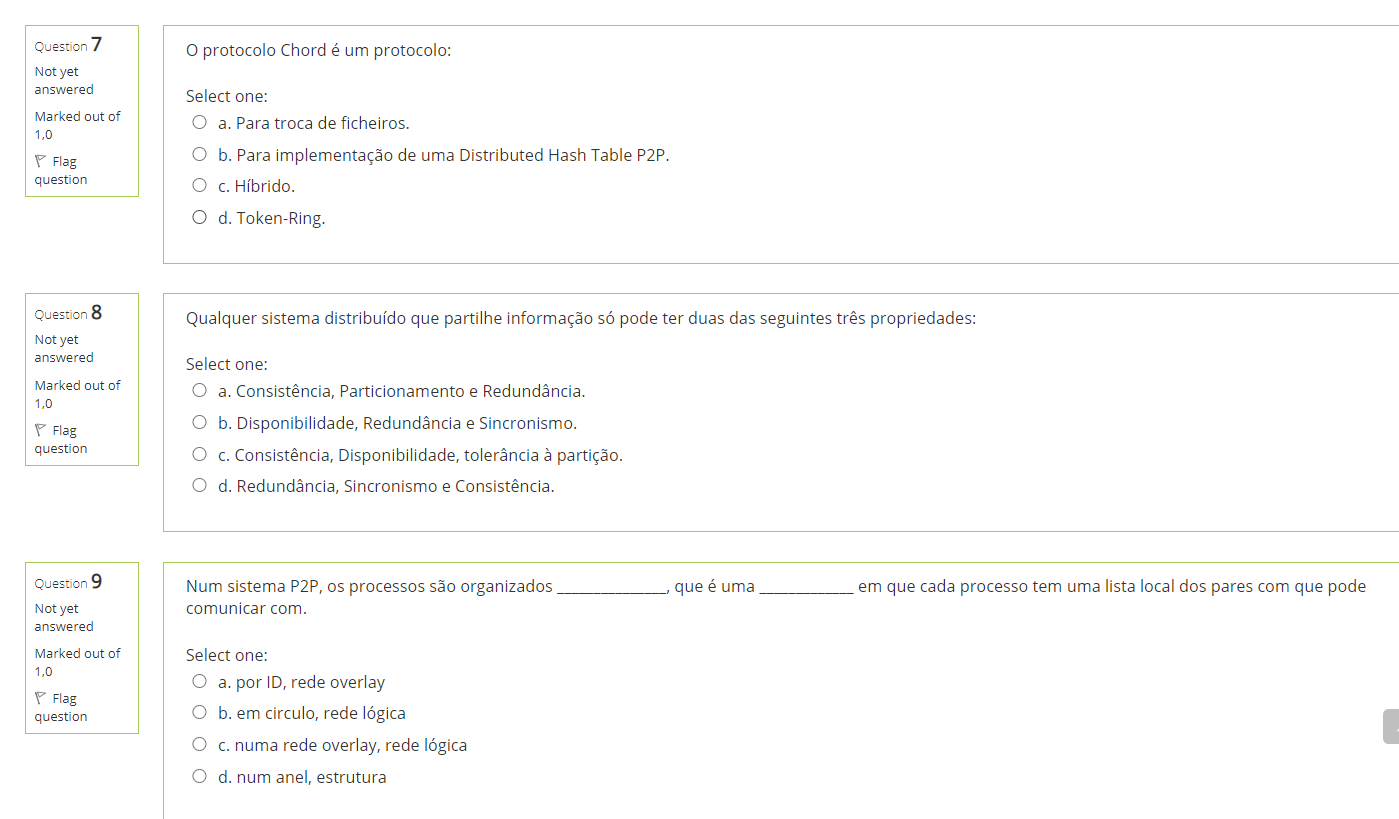 Question 7
Not yet
answered
Marked out of
1,0
Flag
question
O protocolo Chord é um protocolo:
Select one:
a. Para troca de ficheiros.
b. Para implementação de uma Distributed Hash Table P2P.
c. Híbrido.
d. Token-Ring.
Question 8
Not yet
answered
Marked out of
1,0
Flag
question
Qualquer sistema distribuído que partilhe informação só pode ter duas das seguintes três propriedades:
Select one:
a. Consistência, Particionamento e Redundância.
b. Disponibilidade, Redundância e Sincronismo.
c. Consistência, Disponibilidade, tolerância à partição.
d. Redundância, Sincronismo e Consistência.
Question 9
Not yet
answered
Marked out of
1,0
Flag
question
Num sistema P2P, os processos são organizados _______________, que é uma _____________ em que cada processo tem uma lista local dos pares com que pode
comunicar com.
Select one:
a. por ID, rede overlay
b. em circulo, rede lógica
c. numa rede overlay, rede lógica
d. num anel, estrutura